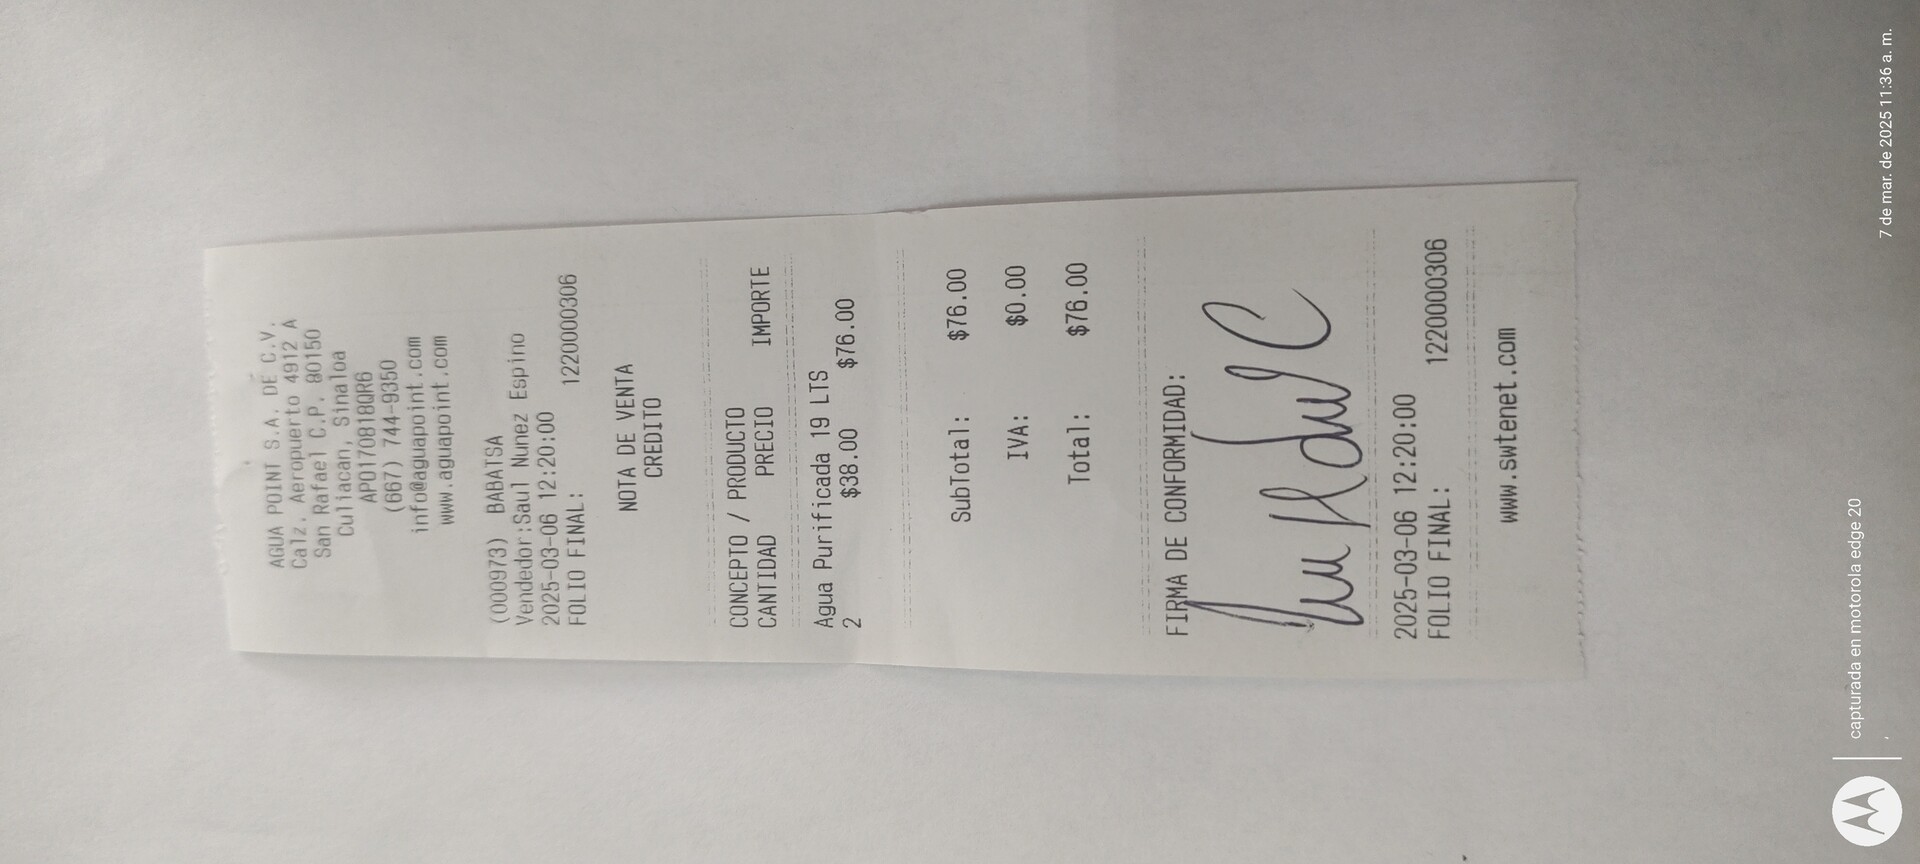 AGUA POINT S.A. DE C.V.
Calz. Aeropuerto 4912 A
San Rafael C.P. 80150
Culiacan, Sinaloa
APO170818QR6
(667) 744-9350
info@aguapoint.com
www.aguapoint.com
(000973) BABATSA
Vendedor:Saul Nunez Espino
2025-03-06 12:20:00
FOLIO FINAL: 1220000306
NOTA DE VENTA
CREDITO
CONCEPTO / PRODUCTO
CANTIDAD PRECIO IMPORTE
Agua Purificada 19 LTS
2 $38.00 $76.00
SubTotal: $76.00
IVA: $0.00
Total: $76.00
FIRMA DE CONFORMIDAD:
2025-03-06 12:20:00
FOLIO FINAL: 1220000306
www.swtenet.com
capturada en motorola edge 20
7 de mar. de 2025 11:36 a. m.